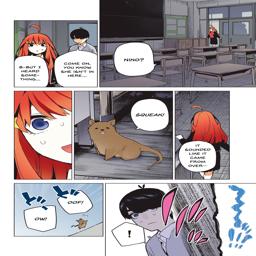 B-BUT I
HEARD
SOME-
THING...
COME ON,
YOU KNOW
SHE ISN'T IN
HERE...
NINO?
SQUEAK!
IT
SOUNDED
LIKE IT
CAME FROM
OVER--
OW!
OOF!
!